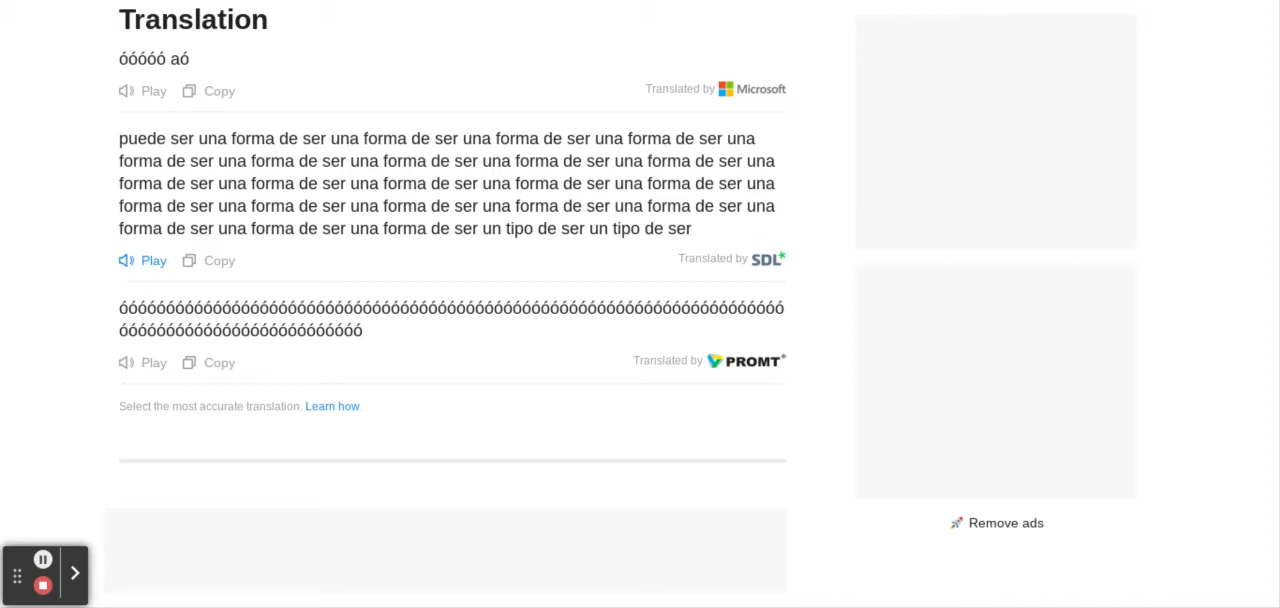 Translation
óóóóó aó
Play Copy Translated by Microsoft
puede ser una forma de ser una forma de ser una forma de ser una forma de ser una
forma de ser una forma de ser una forma de ser una forma de ser una forma de ser una
forma de ser una forma de ser una forma de ser una forma de ser una forma de ser una
forma de ser una forma de ser una forma de ser una forma de ser una forma de ser una
forma de ser una forma de ser una forma de ser un tipo de ser un tipo de ser
Play Copy Translated by SDL*
óóóóóóóóóóóóóóóóóóóóóóóóóóóóóóóóóóóóóóóóóóóóóóóóóóóóóóóóóóóóóóóóóóóóóóó
óóóóóóóóóóóóóóóóóóóóóóóóóó
Play Copy Translated by PROMT®
Select the most accurate translation. Learn how.
🚀 Remove ads